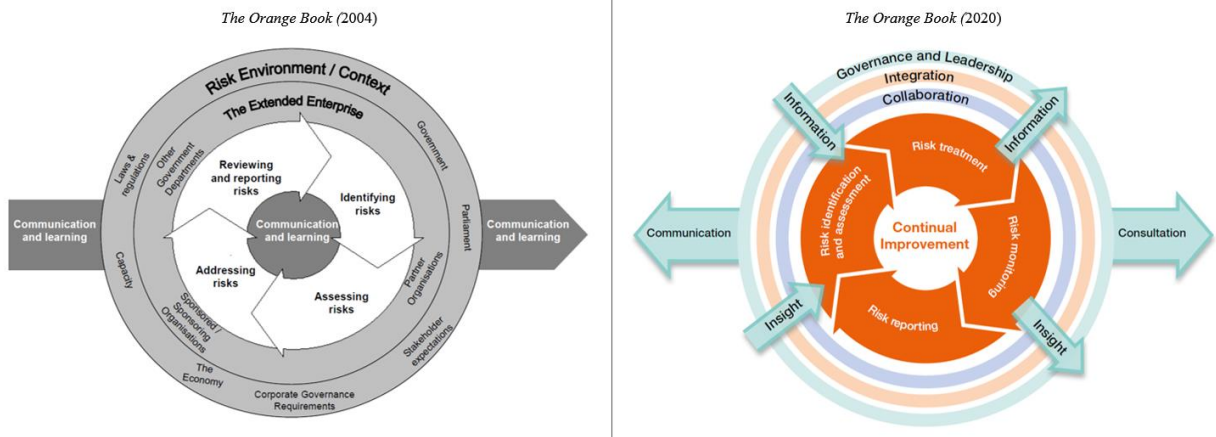 The Orange Book (2004)
Risk Environment / Context
The Extended Enterprise
Laws &
regulations
Other
Government
Departments
Government
Reviewing
and reporting
risks
Identifying
risks
Communication
and learning
Communication
and learning
Communication
and learning
Parliament
Capacity
Addressing
risks
Assessing
risks
Partner
Organisations
Sponsored /
Sponsoring
Organisations
Stakeholder
expectations
The
Economy
Corporate Governance
Requirements
The Orange Book (2020)
Governance and Leadership
Integration
Collaboration
Information
Information
Risk treatment
Risk identification
and assessment
Continual
Improvement
Communication
Consultation
Risk monitoring
Risk reporting
Insight
Insight